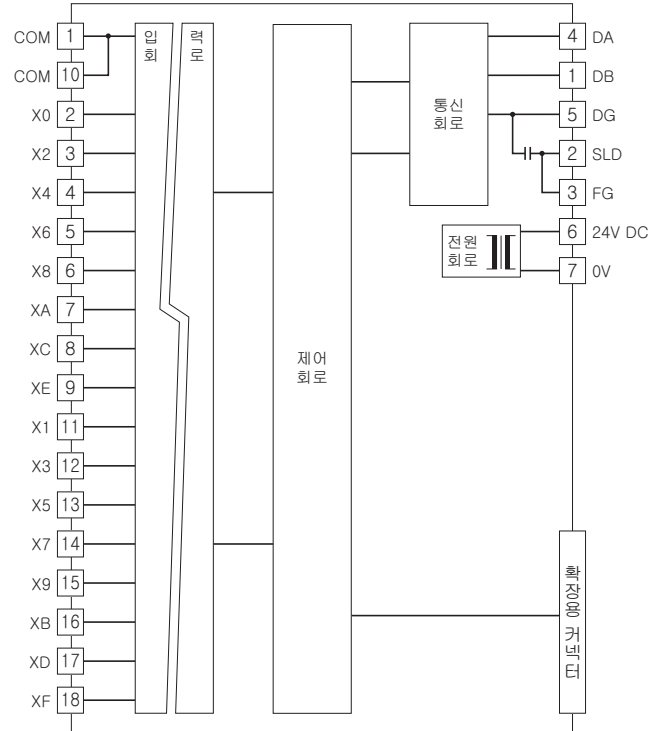 COM 1
COM 10
X0 2
X2 3
X4 4
X6 5
X8 6
XA 7
XC 8
XE 9
X1 11
X3 12
X5 13
X7 14
X9 15
XB 16
XD 17
XF 18
입력
회로
제어
회로
통신
회로
전원
회로
4 DA
1 DB
5 DG
2 SLD
3 FG
6 24V DC
7 0V
확장용 커넥터